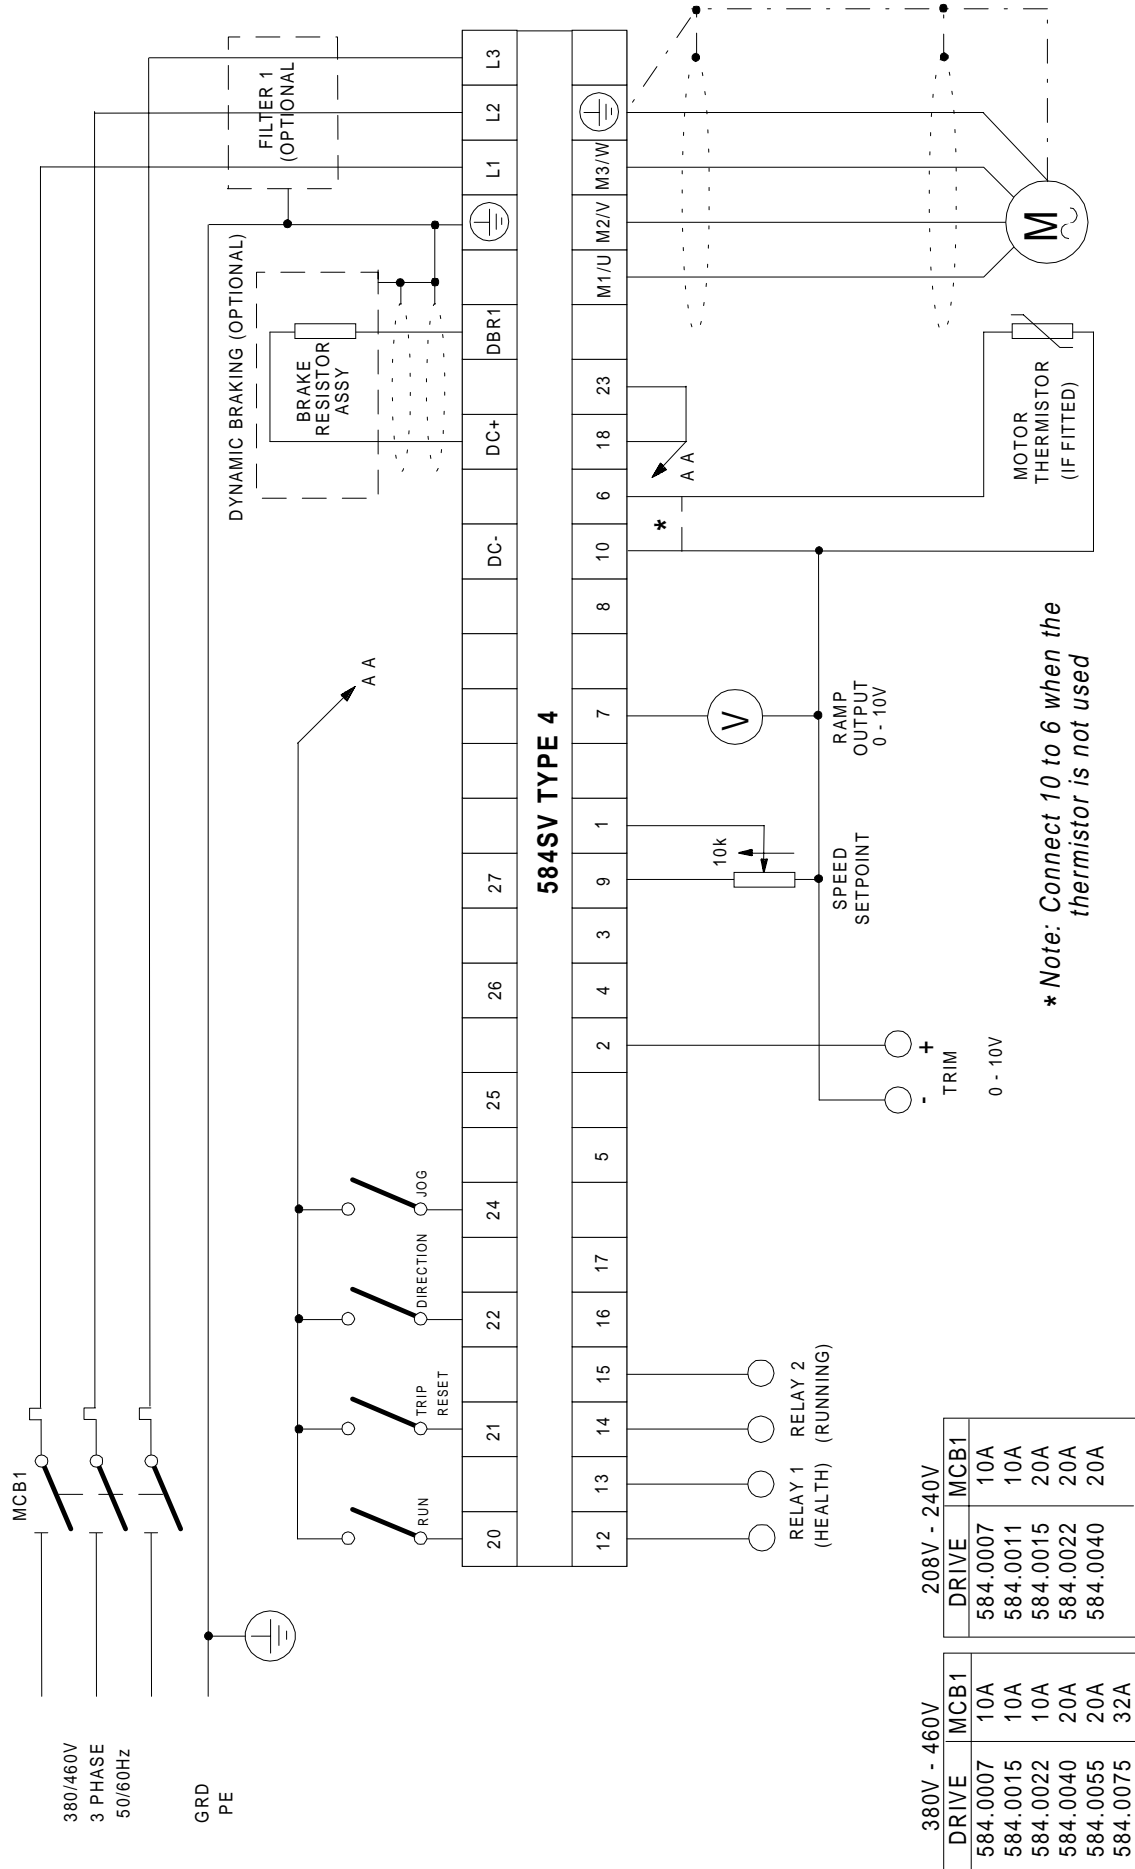 MCB1
380/460V
3 PHASE
50/60Hz
GRD
PE
FILTER 1
(OPTIONAL
DYNAMIC BRAKING (OPTIONAL)
BRAKE
RESISTOR
ASSY
A A
RUN
TRIP
RESET
DIRECTION
JOG
20
21
22
24
25
26
27
DC-
DC+
DBR1
L1
L2
L3
584SV TYPE 4
12
13
14
15
16
17
5
2
4
3
9
1
7
8
10
6
18
23
M1/U
M2/V
M3/W
*
A A
10k
V
M
RELAY 1
(HEALTH)
RELAY 2
(RUNNING)
- +
TRIM
0 - 10V
SPEED
SETPOINT
RAMP
OUTPUT
0 - 10V
MOTOR
THERMISTOR
(IF FITTED)
* Note: Connect 10 to 6 when the
thermistor is not used
380V - 460V
DRIVE MCB1
584.0007 10A
584.0015 10A
584.0022 10A
584.0040 20A
584.0055 20A
584.0075 32A
208V - 240V
DRIVE MCB1
584.0007 10A
584.0011 10A
584.0015 20A
584.0022 20A
584.0040 20A